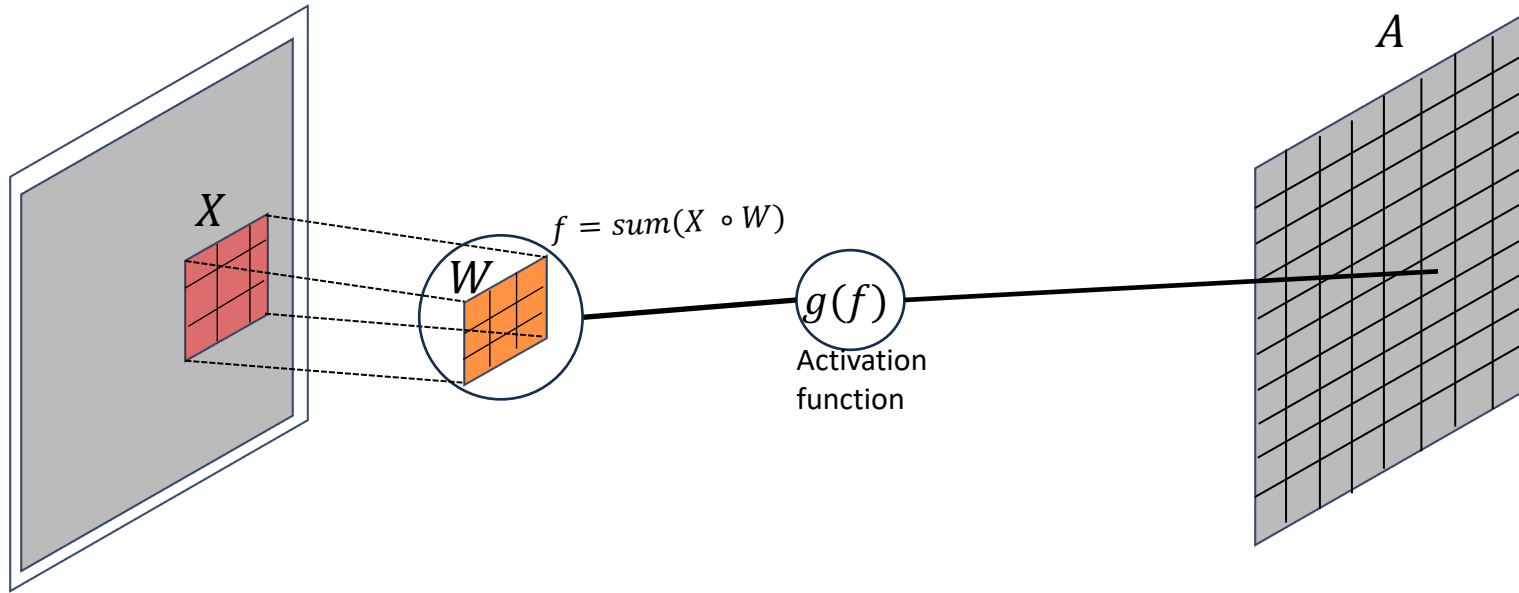 A
X
f = sum(X ∘ W)
W
g(f)
Activation
function